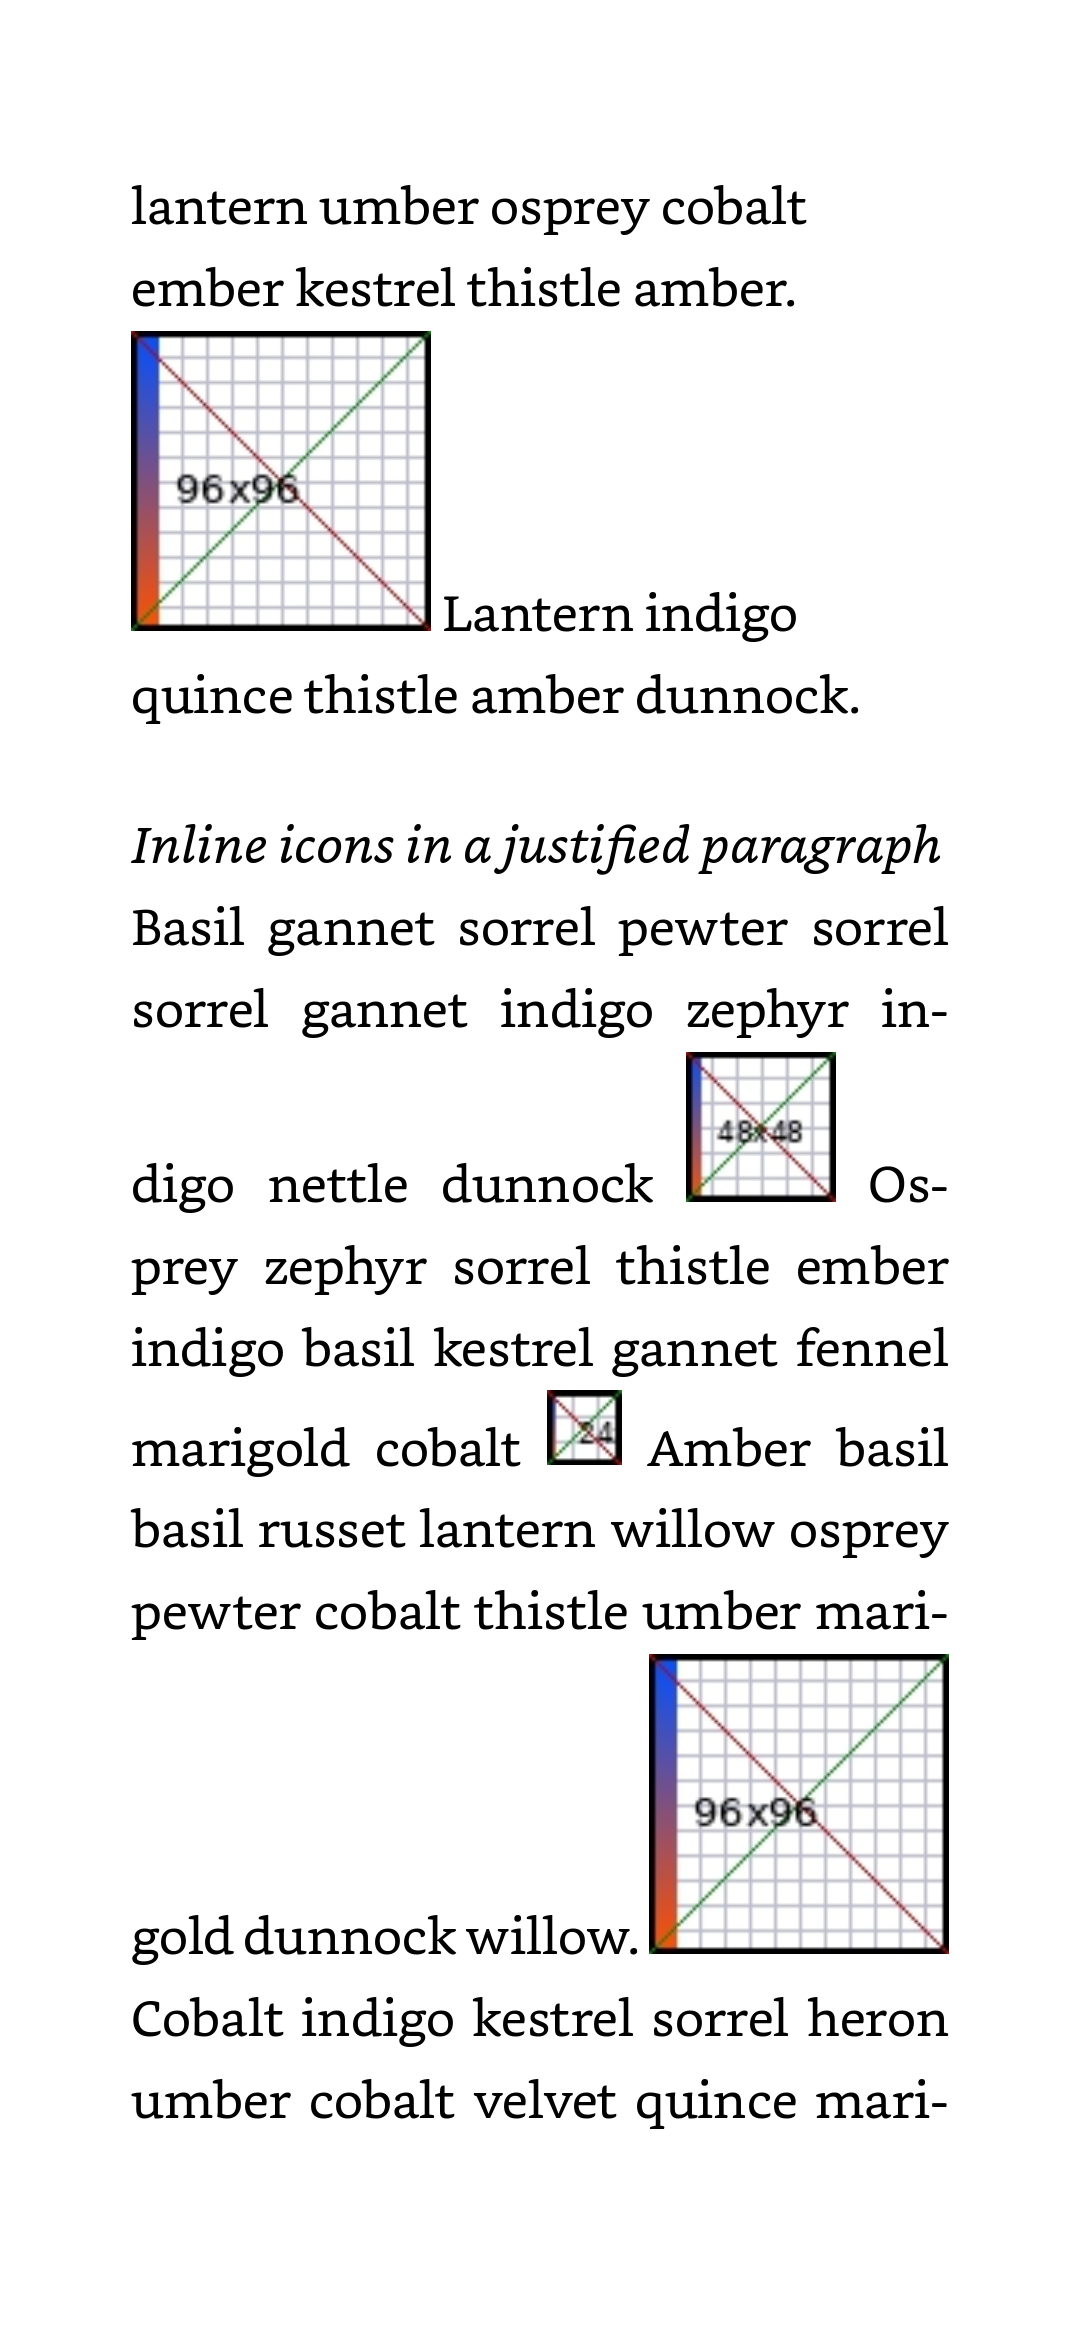 lantern umber osprey cobalt
ember kestrel thistle amber.
96x96 Lantern indigo
quince thistle amber dunnock.
Inline icons in a justified paragraph
Basil gannet sorrel pewter sorrel
sorrel gannet indigo zephyr in-
digo nettle dunnock 48x48 Os-
prey zephyr sorrel thistle ember
indigo basil kestrel gannet fennel
marigold cobalt 24 Amber basil
basil russet lantern willow osprey
pewter cobalt thistle umber mari-
gold dunnock willow. 96x96
Cobalt indigo kestrel sorrel heron
umber cobalt velvet quince mari-